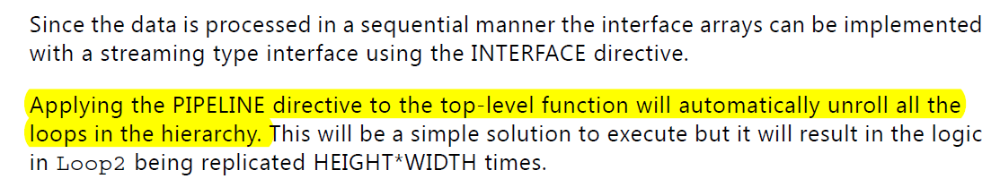 Since the data is processed in a sequential manner the interface arrays can be implemented
with a streaming type interface using the INTERFACE directive.
Applying the PIPELINE directive to the top-level function will automatically unroll all the
loops in the hierarchy. This will be a simple solution to execute but it will result in the logic
in Loop2 being replicated HEIGHT*WIDTH times.